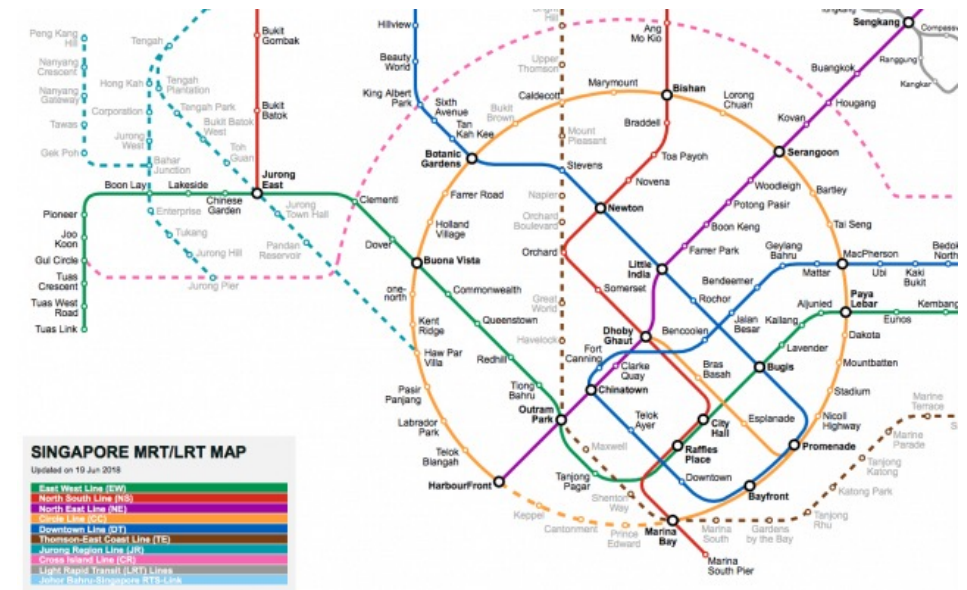 Peng Kang
Hill
Nanyang
Crescent
Nanyang
Gateway
Tawas
Gek Poh
Tengah
Hong Kah
Tengah
Plantation
Corporation
Tengah Park
Bukit Batok
West
Jurong
West
Toh
Guan
Bahar
Junction
Bukit
Gombak
Bukit
Batok
Boon Lay
Lakeside
Chinese
Garden
Jurong
East
Pioneer
Joo
Koon
Gul Circle
Tuas
Crescent
Tuas West
Road
Tuas Link
Enterprise
Tukang
Jurong Hill
Jurong Pier
Jurong
Town Hall
Pandan
Reservoir
Clementi
Dover
Hillview
Beauty
World
King Albert
Park
Sixth
Avenue
Tan
Kah Kee
Botanic
Gardens
Bukit
Brown
Caldecott
Marymount
Hill
Upper
Thomson
Mount
Pleasant
Stevens
Napier
Orchard
Boulevard
Orchard
Great
World
Havelock
Ang
Mo Kio
Bishan
Braddell
Toa Payoh
Novena
Newton
Somerset
Dhoby
Ghaut
Lorong
Chuan
Sengkang
Compass
Ranggung
Kangkar
Buangkok
Hougang
Kovan
Serangoon
Woodleigh
Potong Pasir
Boon Keng
Farrer Park
Little
India
Bartley
Tai Seng
MacPherson
Bedok
North
Ubi
Kaki
Bukit
Mattar
Geylang
Bahru
Bendemeer
Rochor
Jalan
Besar
Bencoolen
Paya
Lebar
Aljunied
Kallang
Lavender
Bugis
Eunos
Kembang
Dakota
Mountbatten
Stadium
Nicoll
Highway
Promenade
Esplanade
Bras
Basah
City
Hall
Raffles
Place
Farrer Road
Holland
Village
Buona Vista
one-
north
Kent
Ridge
Haw Par
Villa
Pasir
Panjang
Labrador
Park
Telok
Blangah
HarbourFront
Commonwealth
Queenstown
Redhill
Tiong
Bahru
Outram
Park
Fort
Canning
Clarke
Quay
Chinatown
Telok
Ayer
Downtown
Bayfront
Maxwell
Tanjong
Pagar
Shenton
Way
Keppel
Cantonment
Prince
Edward
Marina
Bay
Marina
South
Gardens
by the Bay
Tanjong
Rhu
Katong Park
Tanjong
Katong
Marine
Parade
Marine
Terrace
S
Marina
South Pier
SINGAPORE MRT/LRT MAP
Updated on 19 Jun 2018
East West Line (EW)
North South Line (NS)
North East Line (NE)
Circle Line (CC)
Downtown Line (DT)
Thomson-East Coast Line (TE)
Jurong Region Line (JR)
Cross Island Line (CR)
Light Rapid Transit (LRT) Lines
Johor Bahru-Singapore RTS-Link